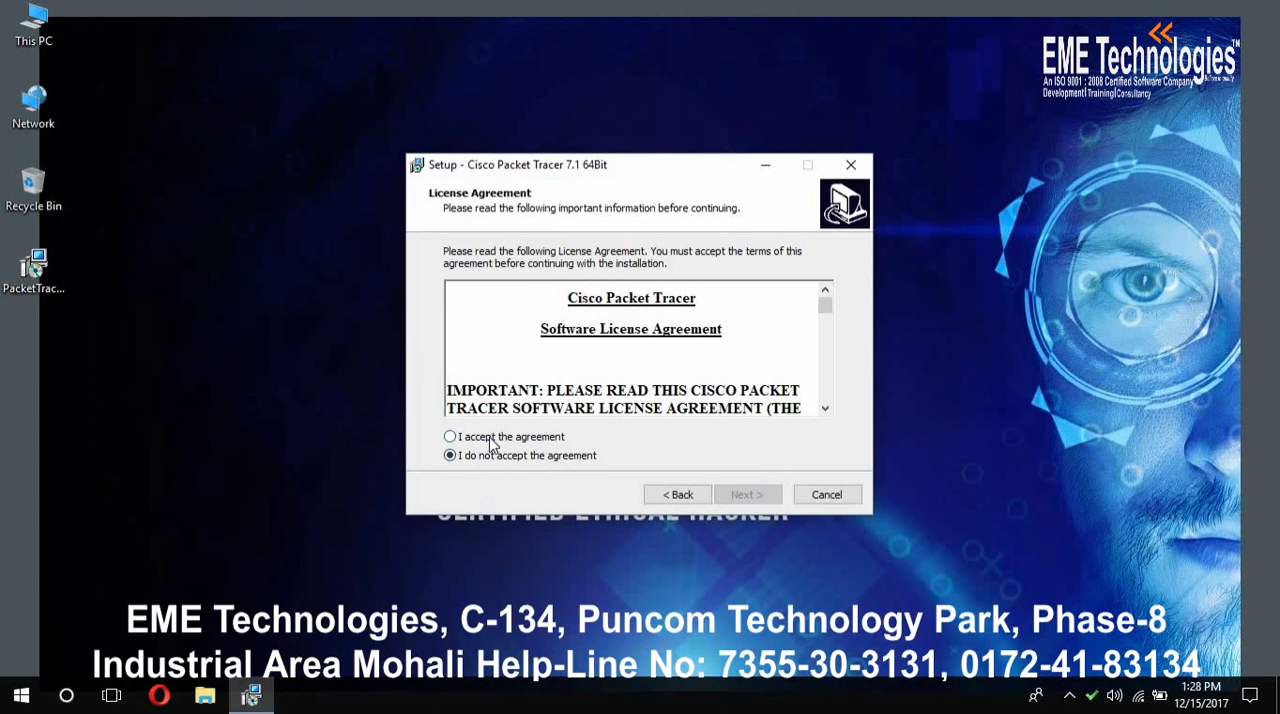 This PC
Network
Recycle Bin
PacketTrac...
EME Technologies™
An ISO 9001 : 2008 Certified Software Company
Development|Training|Consultancy
Setup - Cisco Packet Tracer 7.1 64Bit
License Agreement
Please read the following important information before continuing.
Please read the following License Agreement. You must accept the terms of this
agreement before continuing with the installation.
Cisco Packet Tracer
Software License Agreement
IMPORTANT: PLEASE READ THIS CISCO PACKET
TRACER SOFTWARE LICENSE AGREEMENT (THE
I accept the agreement
I do not accept the agreement
< Back
Next >
Cancel
CERTIFIED ETHICAL HACKER
EME Technologies, C-134, Puncom Technology Park, Phase-8
Industrial Area Mohali Help-Line No: 7355-30-3131, 0172-41-83134
1:28 PM
12/15/2017